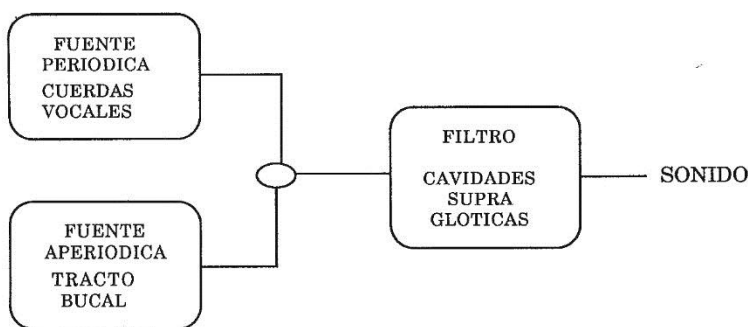 FUENTE
PERIODICA
CUERDAS
VOCALES
FILTRO
CAVIDADES
SUPRA
GLOTICAS
SONIDO
FUENTE
APERIODICA
TRACTO
BUCAL